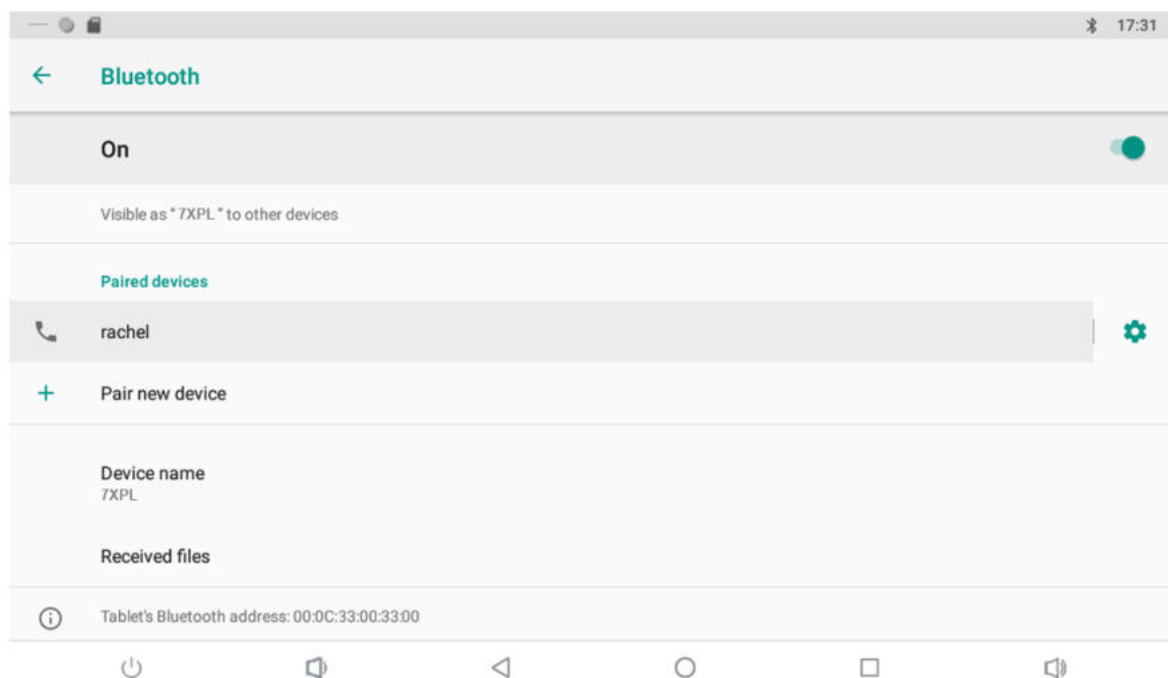 17:31
Bluetooth
On
Visible as "7XPL" to other devices
Paired devices
rachel
Pair new device
Device name
7XPL
Received files
Tablet's Bluetooth address: 00:0C:33:00:33:00